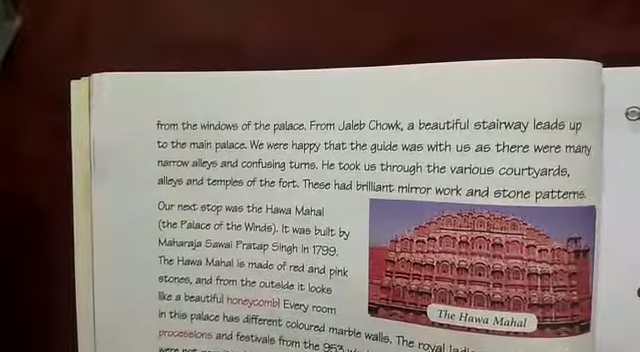 from the windows of the palace. From Jaleb Chowk, a beautiful stairway leads up
to the main palace. We were happy that the guide was with us as there were many
narrow alleys and confusing turns. He took us through the various courtyards,
alleys and temples of the fort. These had brilliant mirror work and stone patterns.
Our next stop was the Hawa Mahal
(the Palace of the Winds). It was built by
Maharaja Sawai Pratap Singh in 1799.
The Hawa Mahal is made of red and pink
stones, and from the outside it looks
like a beautiful honeycomb! Every room
in this palace has different coloured marble walls. The royal
processions and festivals from the 953
The Hawa Mahal